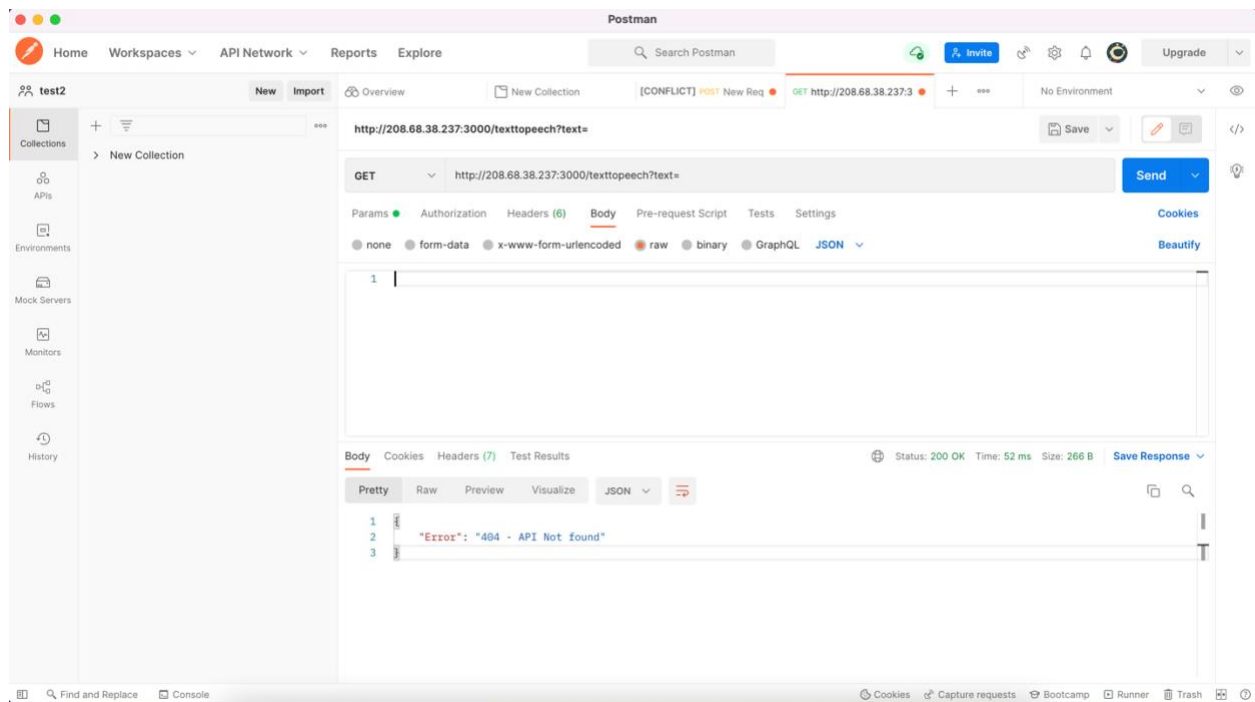 Postman
Home Workspaces API Network Reports Explore Search Postman Invite Upgrade
test2 New Import Overview New Collection [CONFLICT] POST New Req GET http://208.68.38.237:3 No Environment
Collections
New Collection
APIs
Environments
Mock Servers
Monitors
Flows
History
http://208.68.38.237:3000/texttopeech?text= Save
GET http://208.68.38.237:3000/texttopeech?text= Send
Params Authorization Headers (6) Body Pre-request Script Tests Settings Cookies
none form-data x-www-form-urlencoded raw binary GraphQL JSON Beautify
1
Body Cookies Headers (7) Test Results Status: 200 OK Time: 52 ms Size: 266 B Save Response
Pretty Raw Preview Visualize JSON
1 {
2 "Error": "404 - API Not found"
3 }
Find and Replace Console Cookies Capture requests Bootcamp Runner Trash